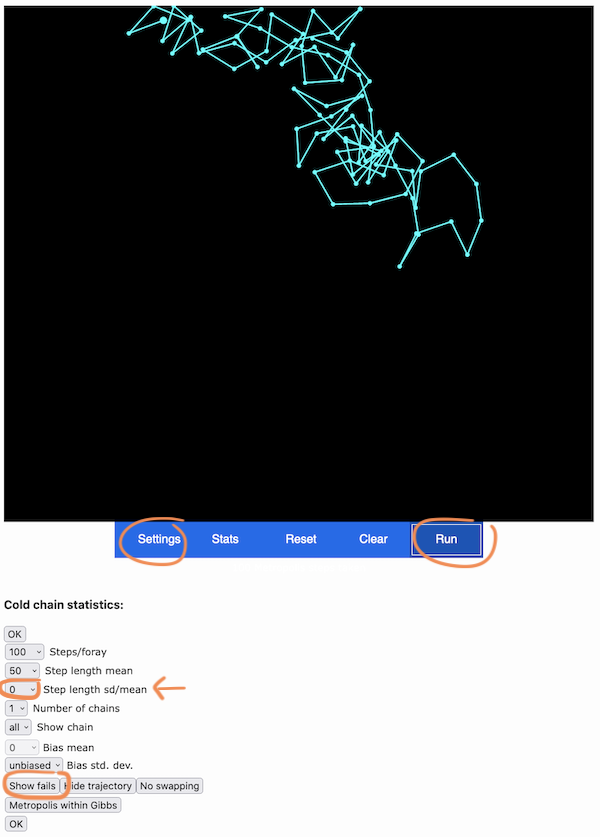 Settings Stats Reset Clear Run
Cold chain statistics:
OK
100 Steps/foray
50 Step length mean
0 Step length sd/mean
1 Number of chains
all Show chain
0 Bias mean
unbiased Bias std. dev.
Show fails Hide trajectory No swapping
Metropolis within Gibbs
OK